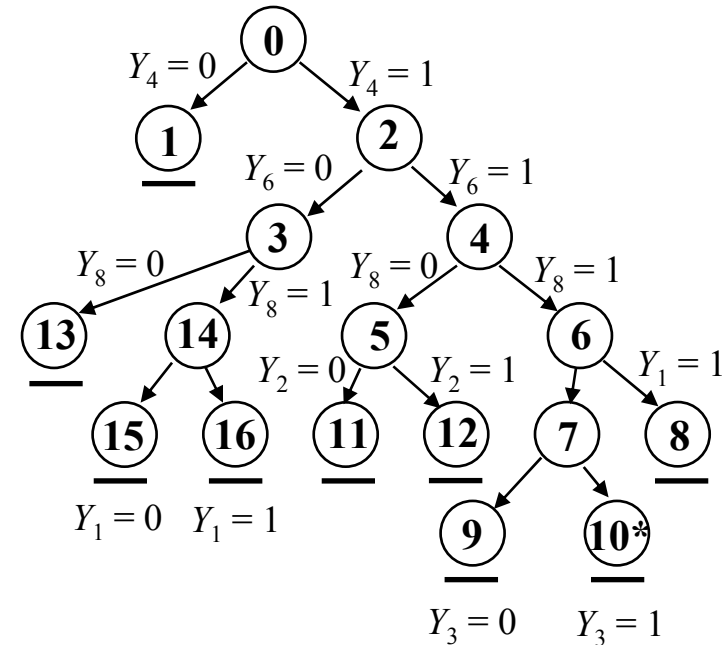 0
Y₄ = 0
Y₄ = 1
1
2
Y₆ = 0
Y₆ = 1
3
4
Y₈ = 0
Y₈ = 1
Y₈ = 0
Y₈ = 1
13
14
5
6
Y₂ = 0
Y₂ = 1
Y₁ = 1
15
16
11
12
7
8
Y₁ = 0
Y₁ = 1
9
10*
Y₃ = 0
Y₃ = 1